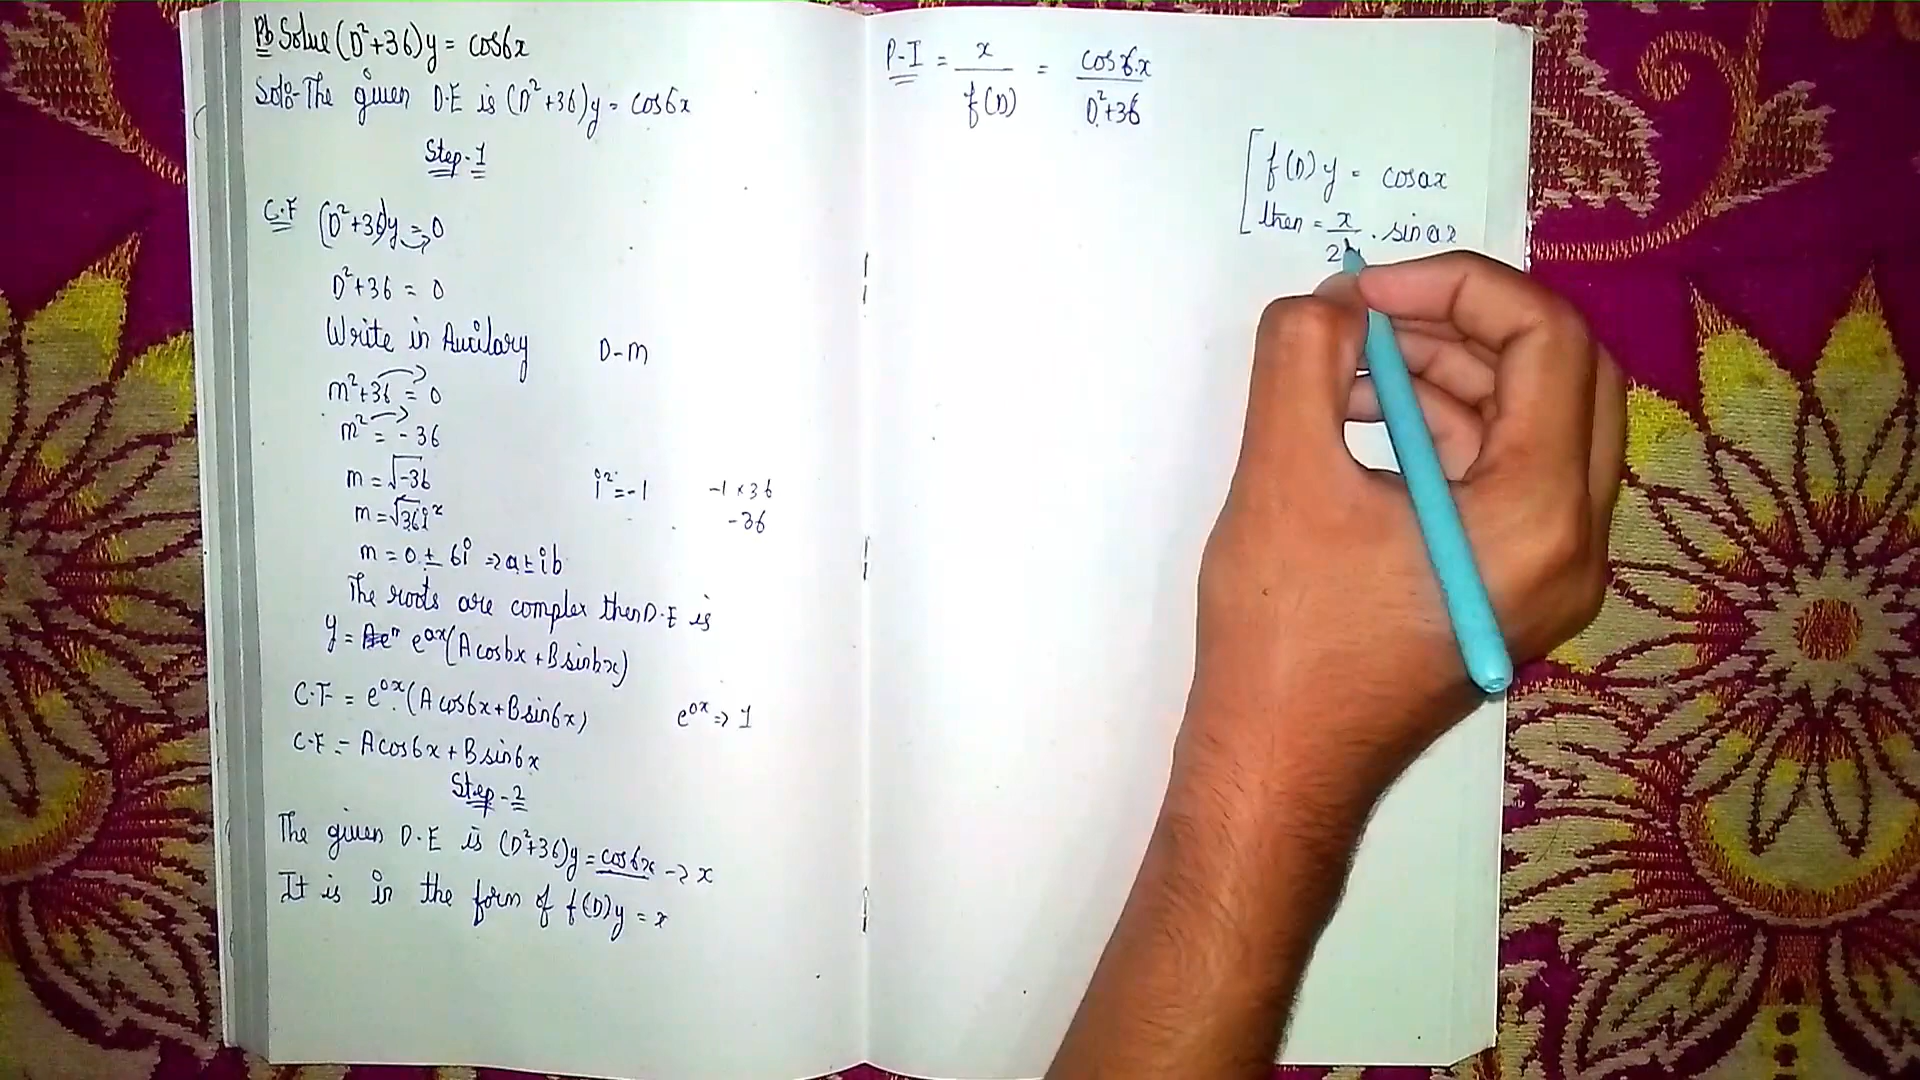 Pb Solve (D²+36)y = cos6x
Sol:- The given D.E is (D²+36)y = cos6x
Step-1
C.F (D²+36)y = 0
D²+36 = 0
Write in Auxilary D-m
m²+36 = 0
m² = -36
m = √-36 i² = -1 -1 × 36
m = √36i² -36
m = 0 ± 6i => a ± ib
The roots are complex then D.E is
y = e^ax (A cosbx + B sinbx)
C.F = e^0x (A cos6x + B sin6x) e^0x => 1
C.F = A cos6x + B sin6x
Step-2
The given D.E is (D²+36)y = cos6x -> x
It is in the form of f(D)y = x
P.I = x/f(D) = cos6x/D²+36
[f(D)y = cosax
then = x/2 . sinax